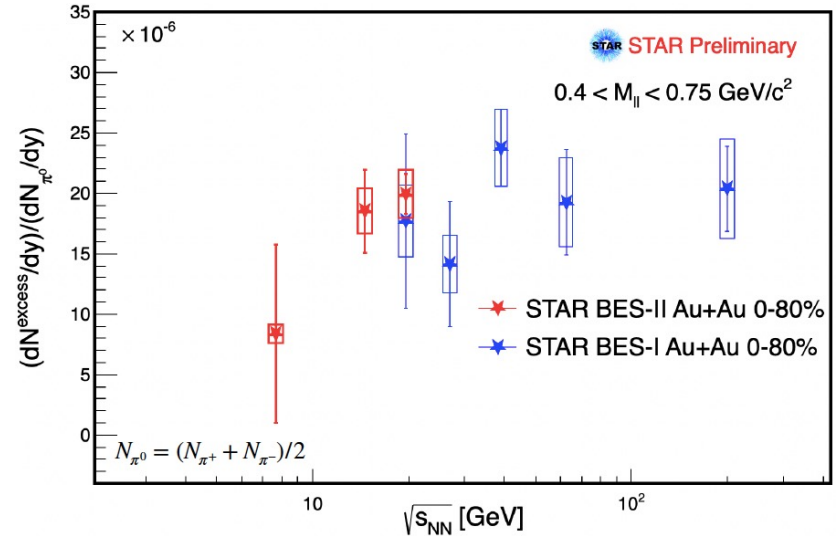 35
× 10⁻⁶
STAR STAR Preliminary
30
0.4 < M_ll < 0.75 GeV/c²
25
20
15
10
5
0
(dN^excess/dy)/(dN_π⁰/dy)
STAR BES-II Au+Au 0-80%
STAR BES-I Au+Au 0-80%
N_π⁰ = (N_π⁺ + N_π⁻)/2
10
10²
√s_NN [GeV]